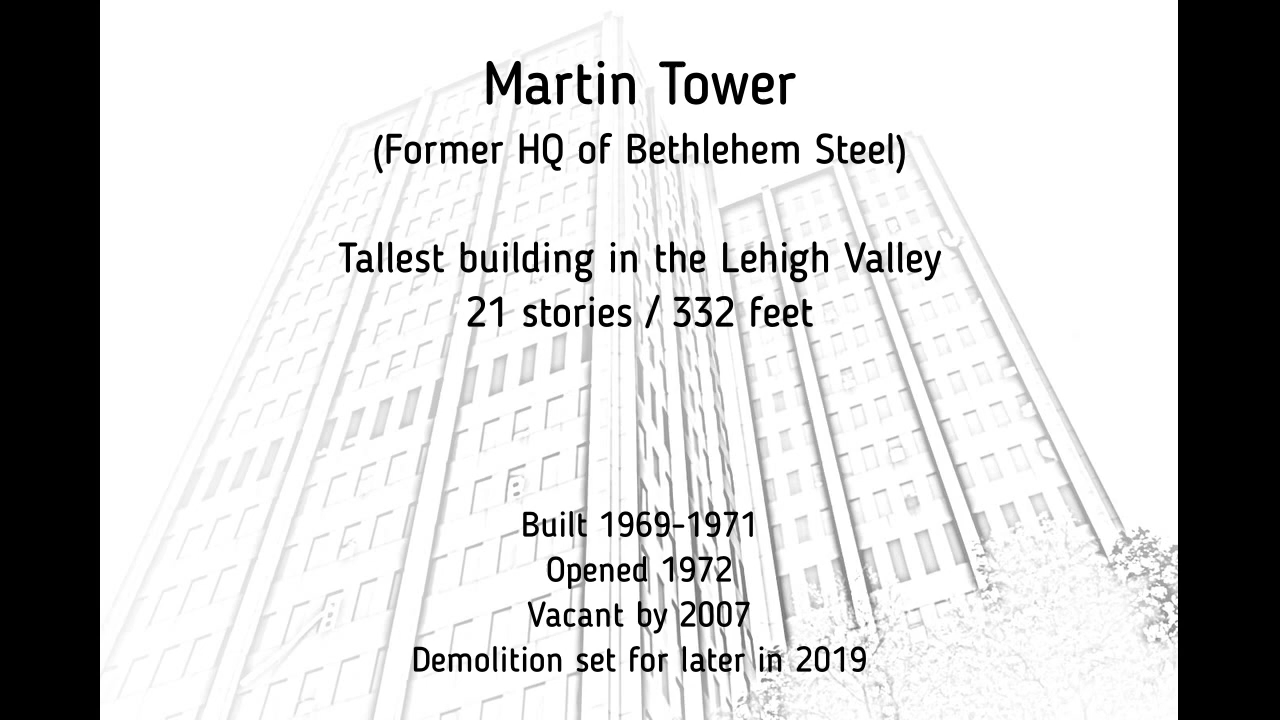 Martin Tower
(Former HQ of Bethlehem Steel)
Tallest building in the Lehigh Valley
21 stories / 332 feet
Built 1969-1971
Opened 1972
Vacant by 2007
Demolition set for later in 2019